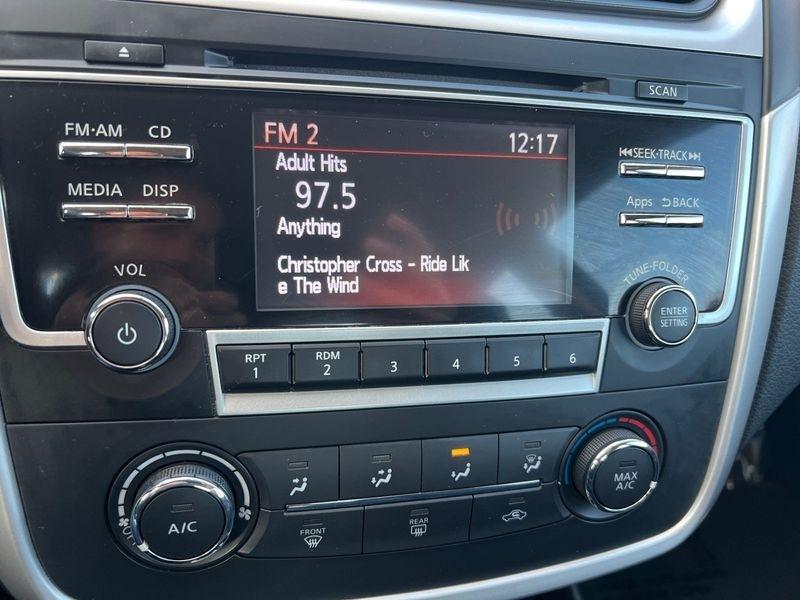 SCAN
FM·AM CD
MEDIA DISP
VOL
FM 2 12:17
Adult Hits
97.5
Anything
Christopher Cross - Ride Lik
e The Wind
SEEK·TRACK
Apps BACK
TUNE·FOLDER
ENTER
SETTING
RPT
1
RDM
2
3
4
5
6
A/C
OFF
FRONT
REAR
MAX
A/C